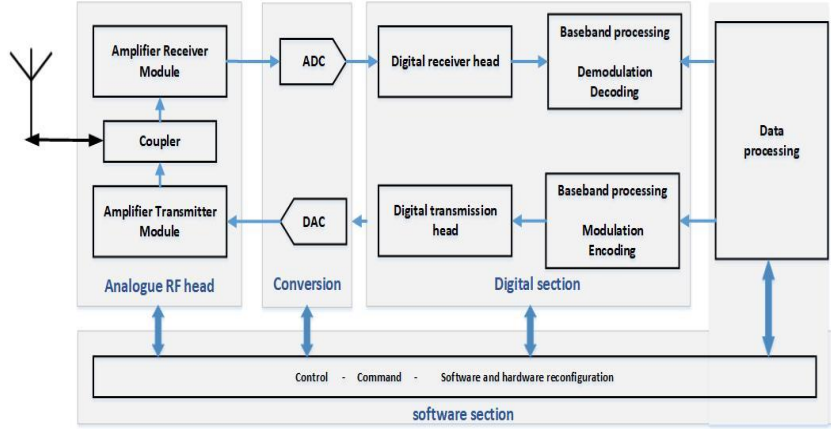 Amplifier Receiver
Module
ADC
Digital receiver head
Baseband processing
Demodulation
Decoding
Data
processing
Coupler
Amplifier Transmitter
Module
DAC
Digital transmission
head
Baseband processing
Modulation
Encoding
Analogue RF head
Conversion
Digital section
Control - Command - Software and hardware reconfiguration
software section